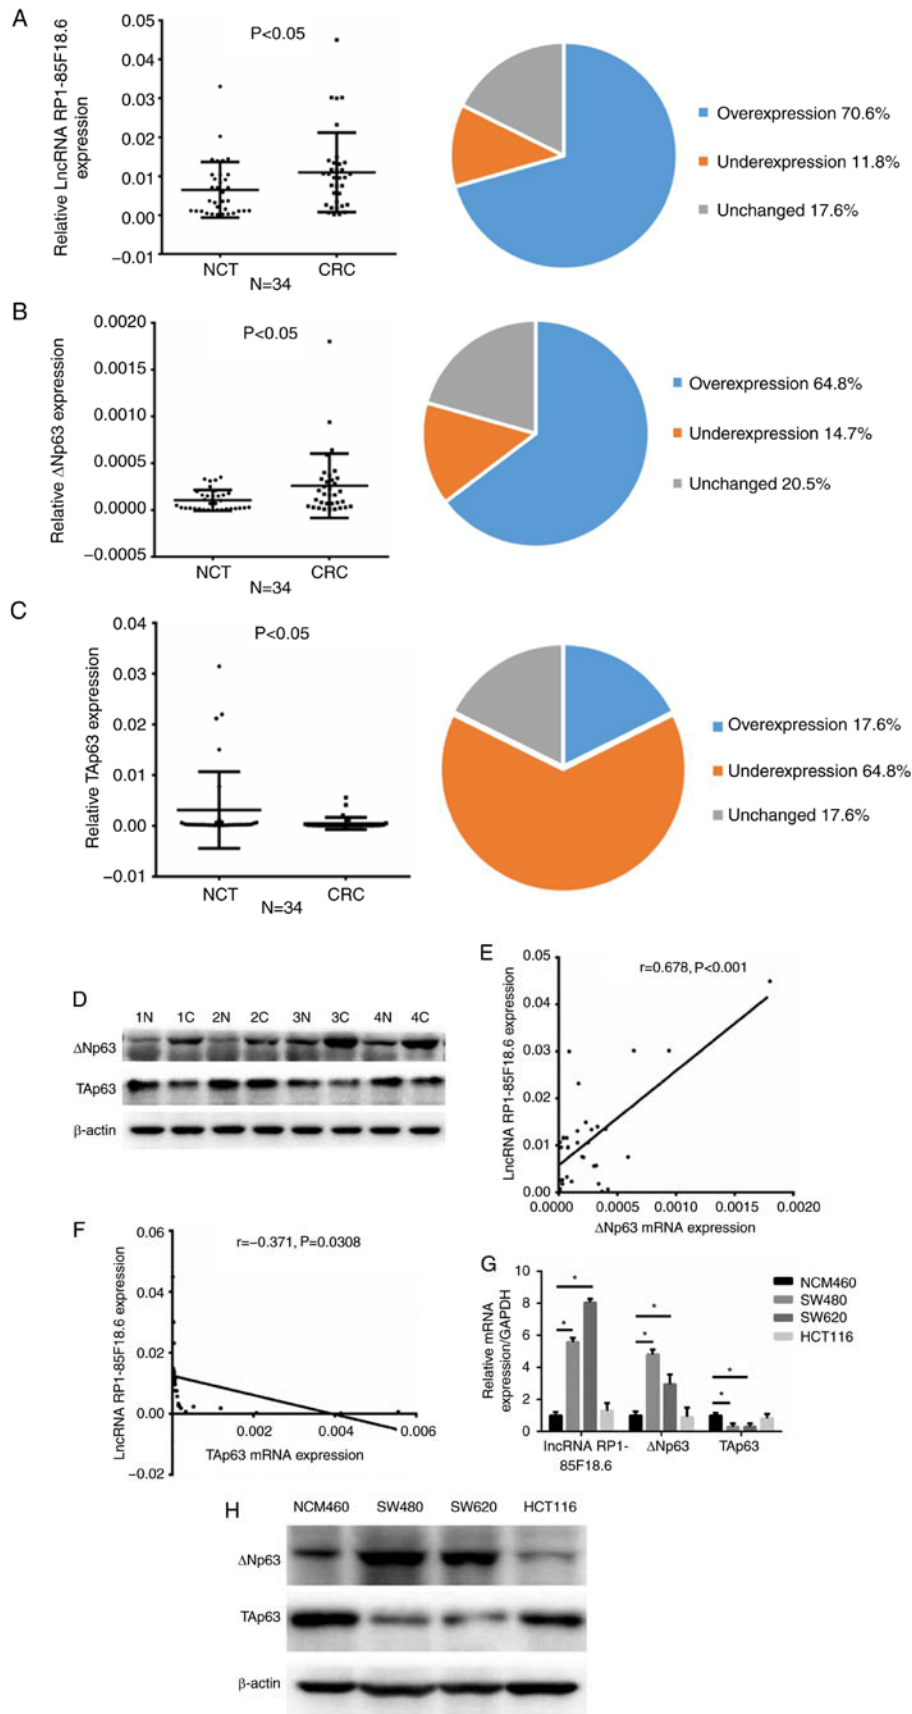 A
Relative LncRNA RP1-85F18.6
expression
0.05
0.04
0.03
0.02
0.01
0.00
−0.01
P<0.05
NCT
CRC
N=34
Overexpression 70.6%
Underexpression 11.8%
Unchanged 17.6%
B
Relative ΔNp63 expression
0.0020
0.0015
0.0010
0.0005
0.0000
−0.0005
P<0.05
NCT
CRC
N=34
Overexpression 64.8%
Underexpression 14.7%
Unchanged 20.5%
C
Relative TAp63 expression
0.04
0.03
0.02
0.01
0.00
−0.01
P<0.05
NCT
CRC
N=34
Overexpression 17.6%
Underexpression 64.8%
Unchanged 17.6%
D
1N 1C 2N 2C 3N 3C 4N 4C
ΔNp63
TAp63
β-actin
E
LncRNA RP1-85F18.6 expression
0.05
0.04
0.03
0.02
0.01
0.00
r=0.678, P<0.001
0.0000 0.0005 0.0010 0.0015 0.0020
ΔNp63 mRNA expression
F
LncRNA RP1-85F18.6 expression
0.06
0.04
0.02
0.00
−0.02
r=−0.371, P=0.0308
0.002 0.004 0.006
TAp63 mRNA expression
G
Relative mRNA
expression/GAPDH
10
8
6
4
2
0
* * * * * *
NCM460
SW480
SW620
HCT116
lncRNA RP1-
85F18.6
ΔNp63
TAp63
H
NCM460 SW480 SW620 HCT116
ΔNp63
TAp63
β-actin